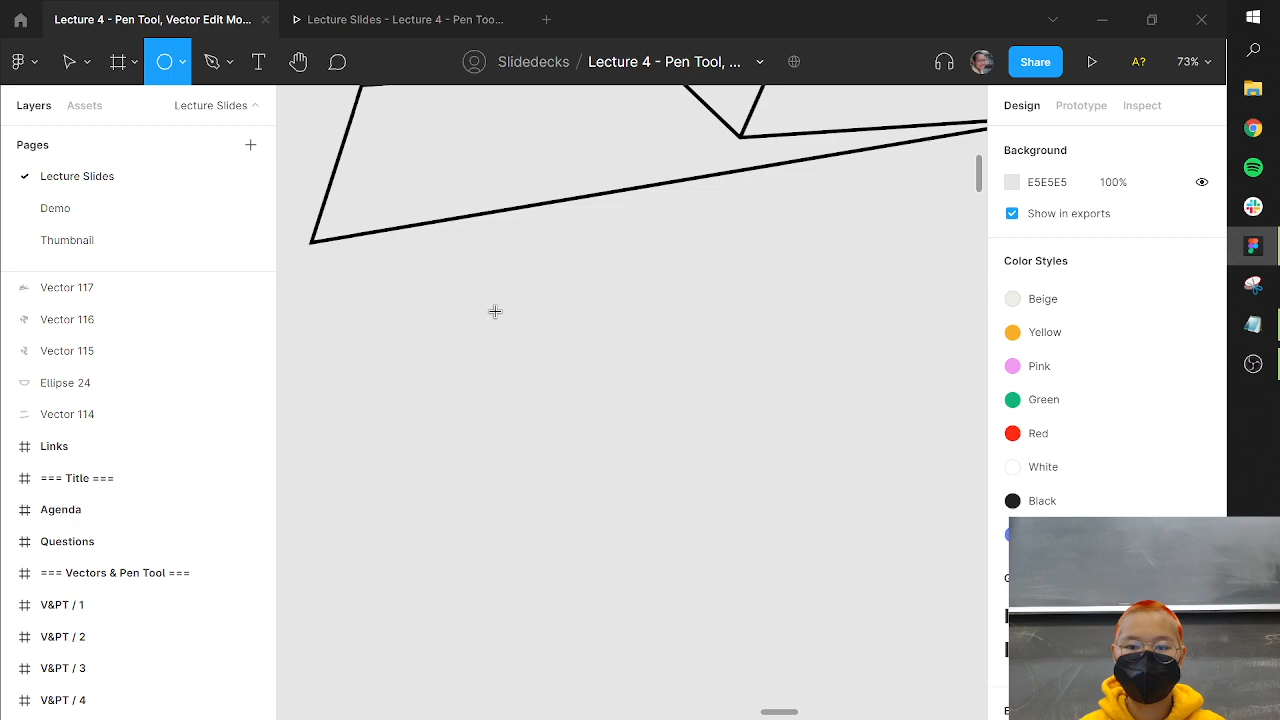 Lecture 4 - Pen Tool, Vector Edit Mo...
Lecture Slides - Lecture 4 - Pen Too...
Slidedecks / Lecture 4 - Pen Tool, ...
Share
A?
73%
Layers
Assets
Lecture Slides
Pages
Lecture Slides
Demo
Thumbnail
Vector 117
Vector 116
Vector 115
Ellipse 24
Vector 114
Links
=== Title ===
Agenda
Questions
=== Vectors & Pen Tool ===
V&PT / 1
V&PT / 2
V&PT / 3
V&PT / 4
Design
Prototype
Inspect
Background
E5E5E5 100%
Show in exports
Color Styles
Beige
Yellow
Pink
Green
Red
White
Black